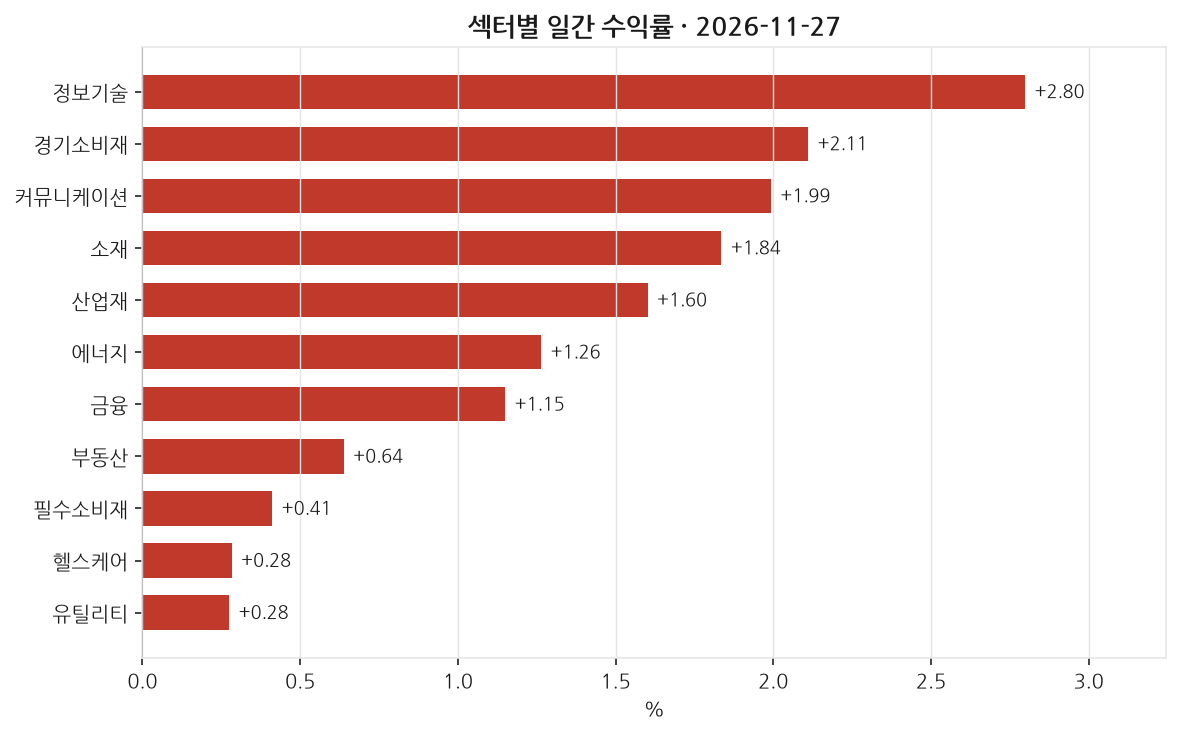 섹터별 일간 수익률 · 2026-11-27
정보기술 +2.80
경기소비재 +2.11
커뮤니케이션 +1.99
소재 +1.84
산업재 +1.60
에너지 +1.26
금융 +1.15
부동산 +0.64
필수소비재 +0.41
헬스케어 +0.28
유틸리티 +0.28
0.0 0.5 1.0 1.5 2.0 2.5 3.0
%